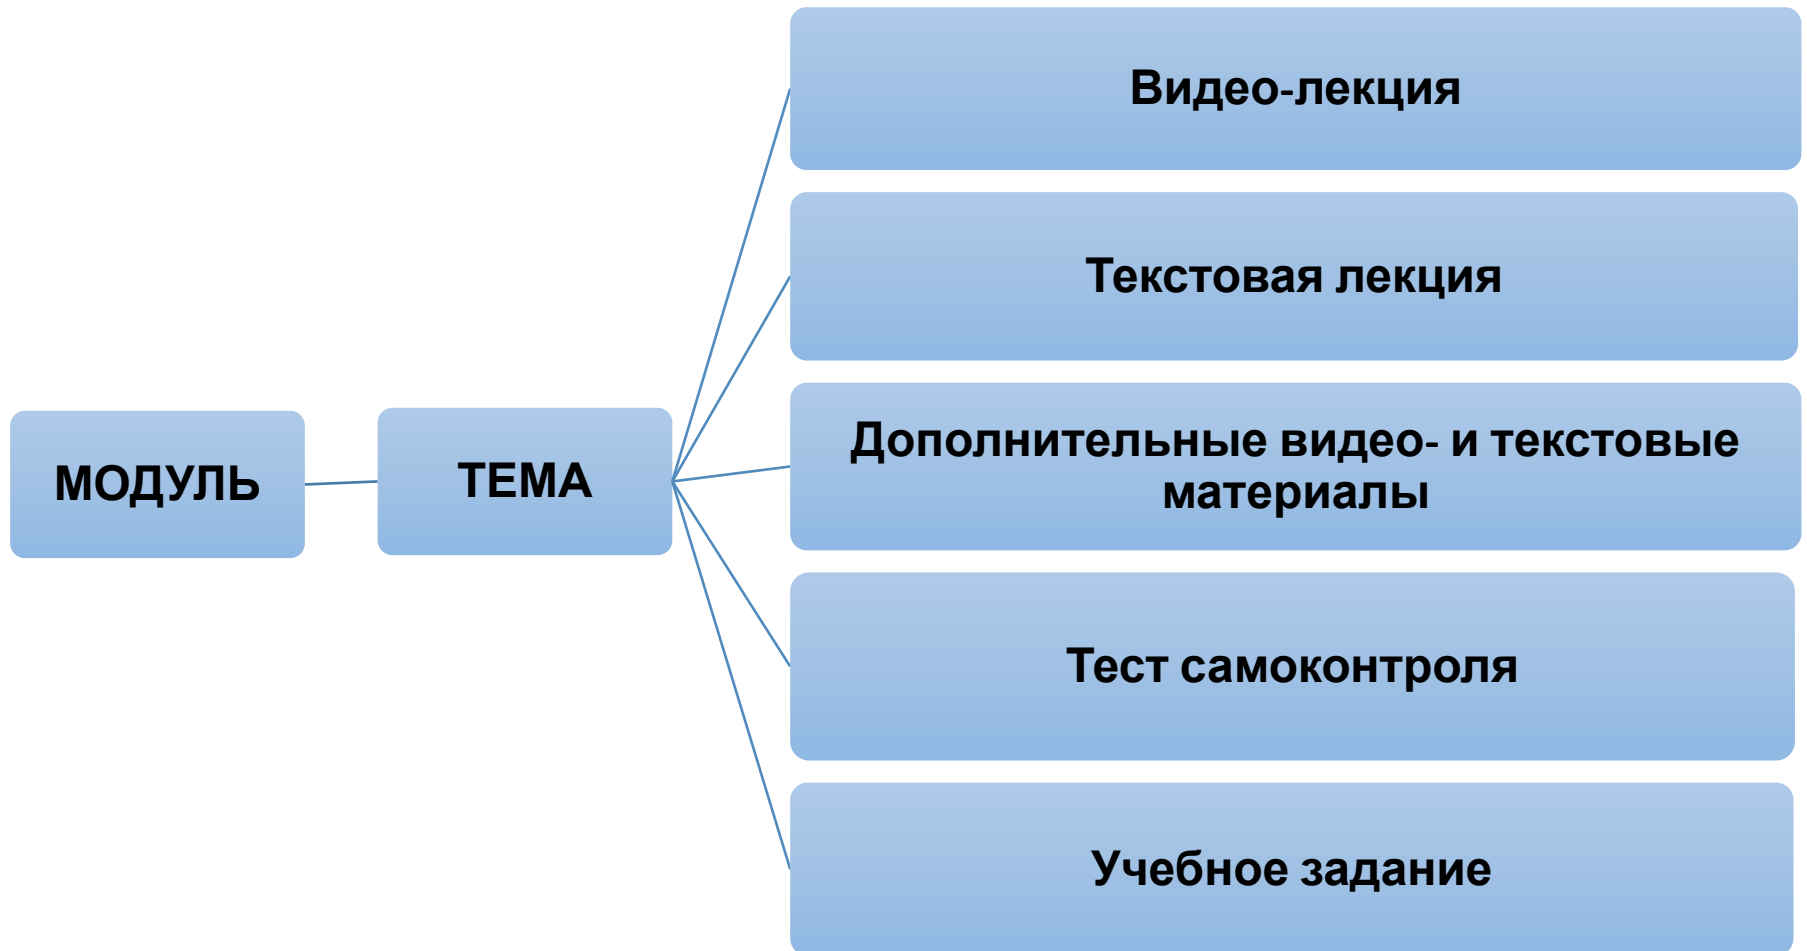 МОДУЛЬ
ТЕМА
Видео-лекция
Текстовая лекция
Дополнительные видео- и текстовые
материалы
Тест самоконтроля
Учебное задание